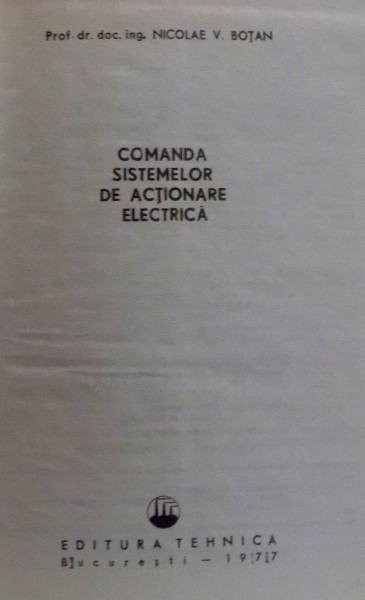 Prof. dr. doc. ing. NICOLAE V. BOȚAN
COMANDA
SISTEMELOR
DE ACȚIONARE
ELECTRICĂ
EDITURA TEHNICA
București — 1977